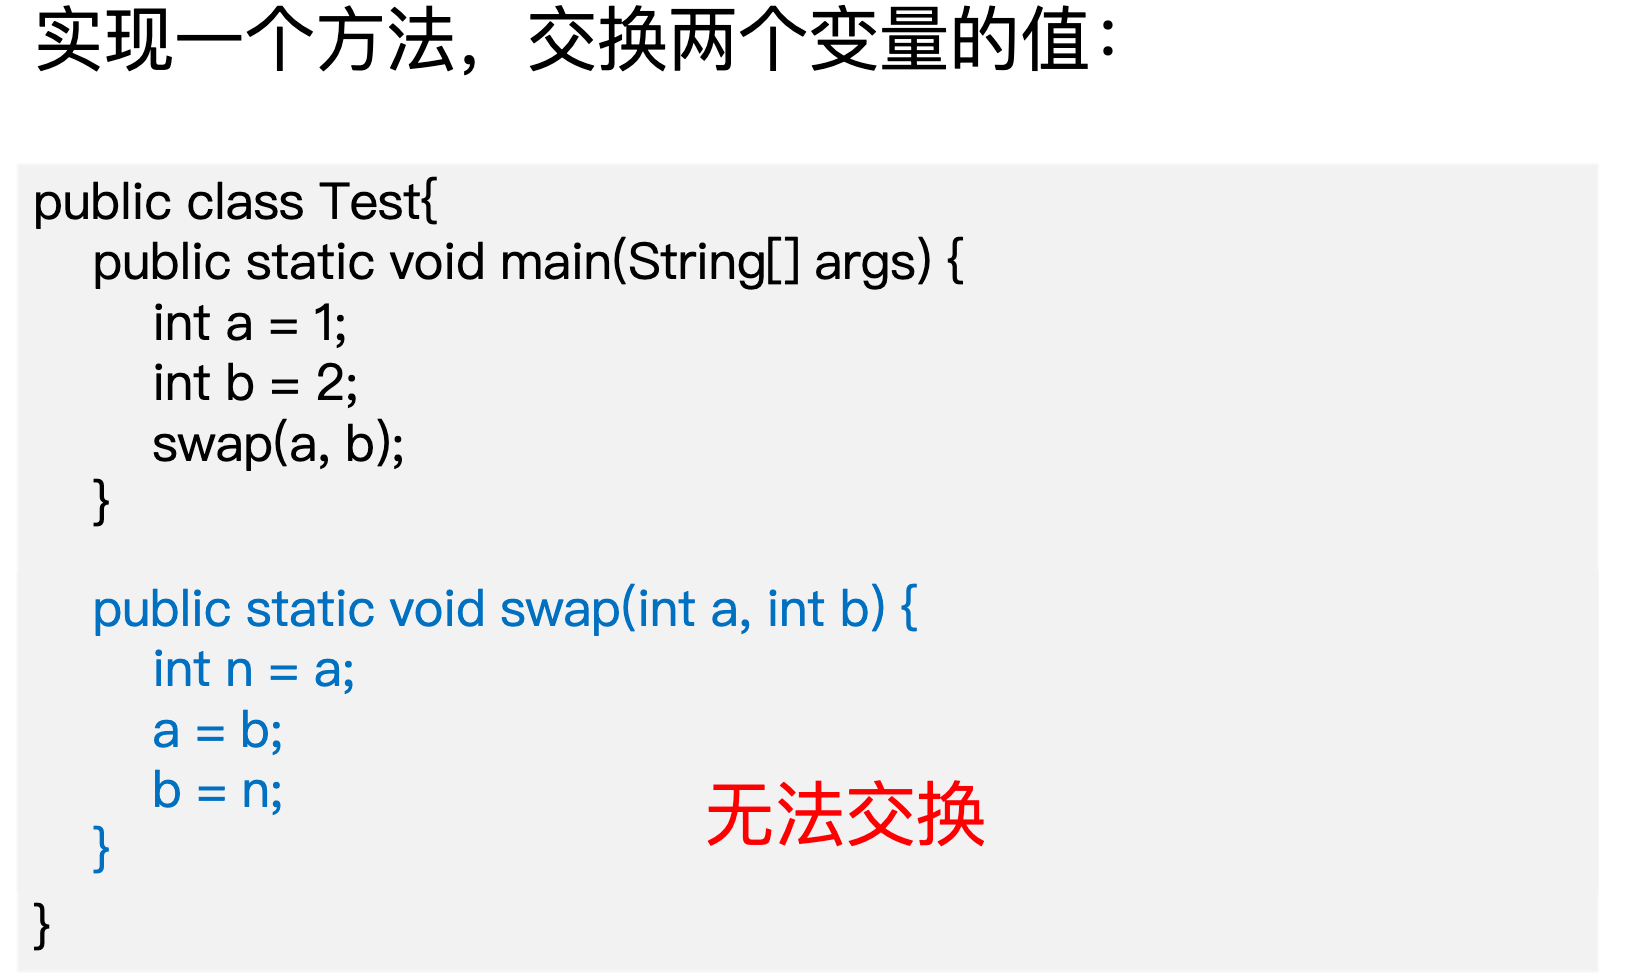 实现一个方法，交换两个变量的值：
public class Test{
public static void main(String[] args) {
int a = 1;
int b = 2;
swap(a, b);
}
public static void swap(int a, int b) {
int n = a;
a = b;
b = n;
无法交换
}
}